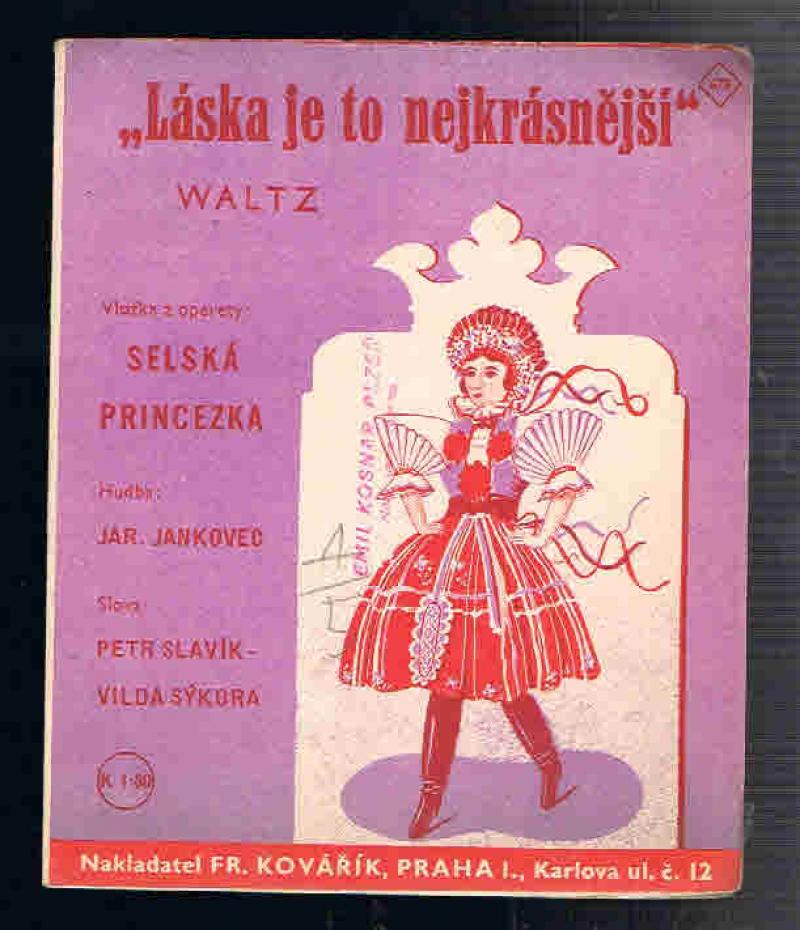 „Láska je to nejkrásnější“
WALTZ
Vložka z operety:
SELSKÁ
PRINCEZKA
Hudba:
JAR. JANKOVEC
Slova:
PETR SLAVÍK-
VILDA SÝKORA
K 1·80
EMIL KOSNAR PLZEŇ
Nakladatel FR. KOVÁŘÍK, PRAHA I., Karlova ul. č. 12